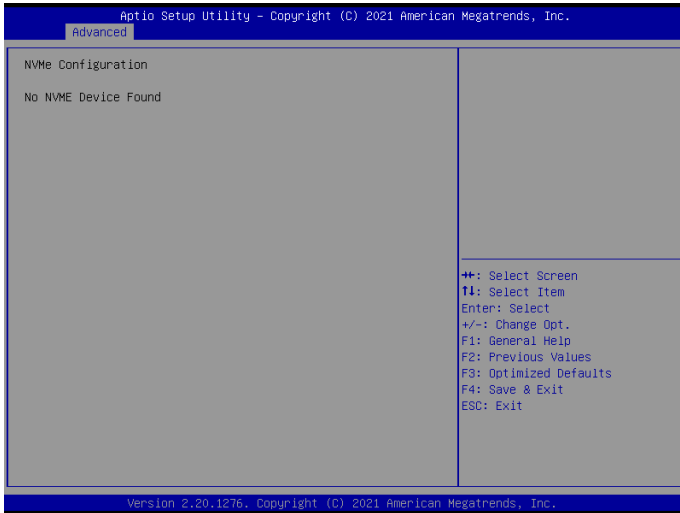 Aptio Setup Utility – Copyright (C) 2021 American Megatrends, Inc.
Advanced
NVMe Configuration
No NVME Device Found
→←: Select Screen
↑↓: Select Item
Enter: Select
+/-: Change Opt.
F1: General Help
F2: Previous Values
F3: Optimized Defaults
F4: Save & Exit
ESC: Exit
Version 2.20.1276. Copyright (C) 2021 American Megatrends, Inc.